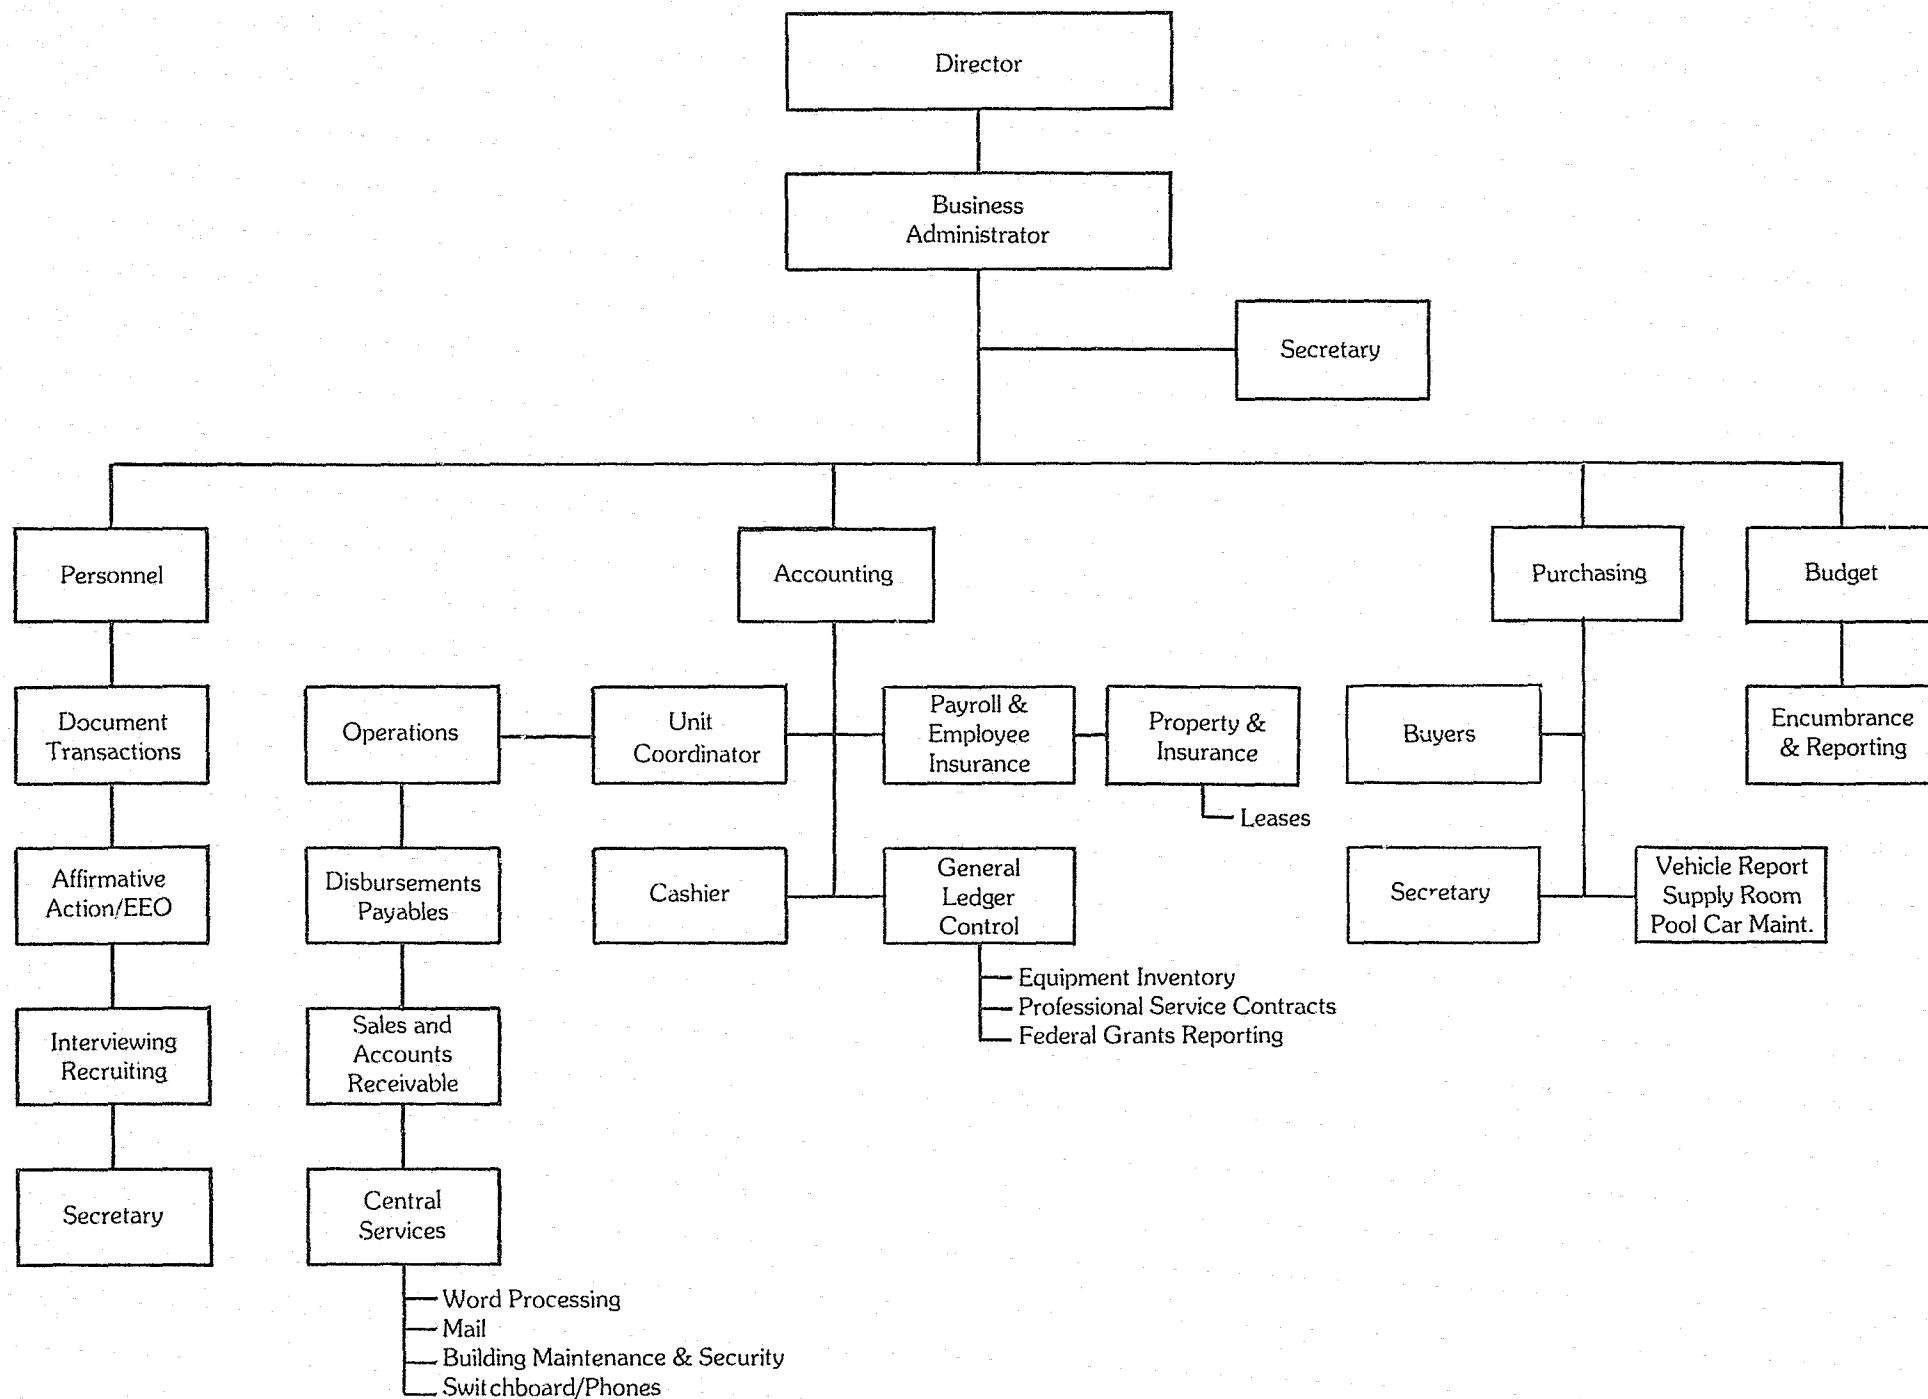 Director
Business
Administrator
Secretary
Personnel
Accounting
Purchasing
Budget
Document
Transactions
Operations
Unit
Coordinator
Payroll &
Employee
Insurance
Property &
Insurance
Leases
Buyers
Encumbrance
& Reporting
Affirmative
Action/EEO
Disbursements
Payables
Cashier
General
Ledger
Control
Equipment Inventory
Professional Service Contracts
Federal Grants Reporting
Secretary
Vehicle Report
Supply Room
Pool Car Maint.
Interviewing
Recruiting
Sales and
Accounts
Receivable
Secretary
Central
Services
Word Processing
Mail
Building Maintenance & Security
Switchboard/Phones